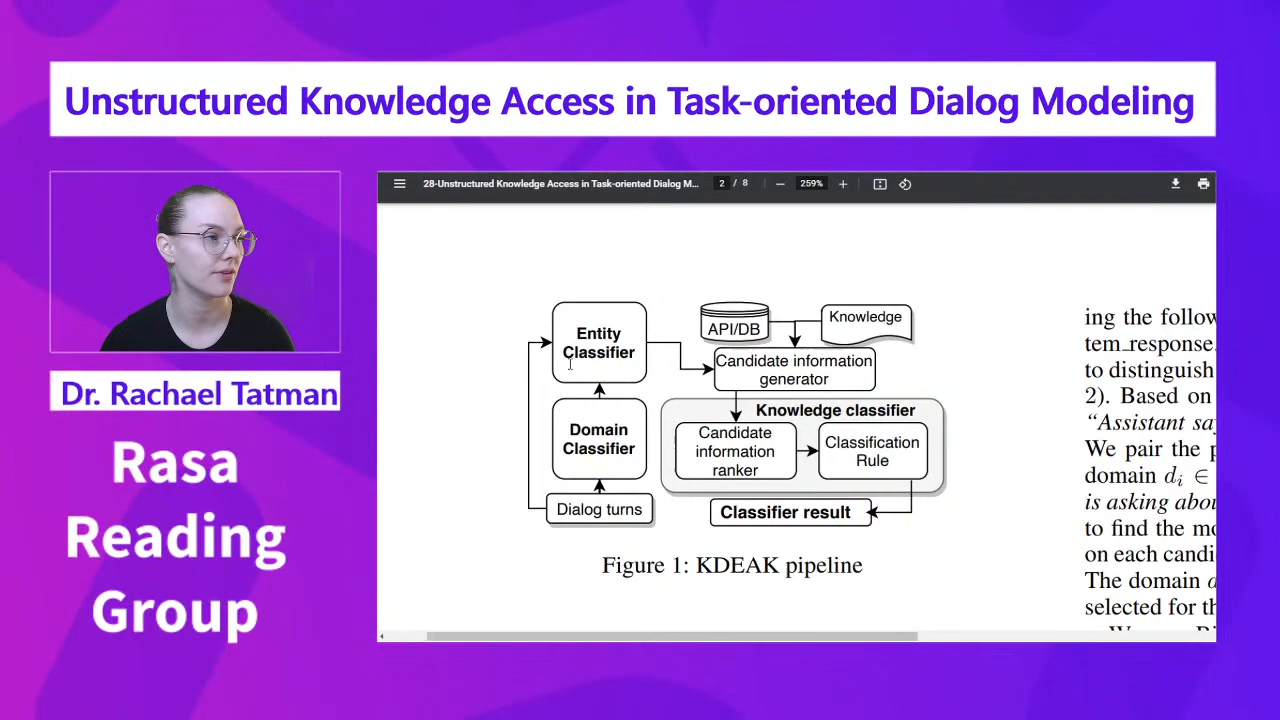 Unstructured Knowledge Access in Task-oriented Dialog Modeling
Dr. Rachael Tatman
Rasa
Reading
Group
28-Unstructured Knowledge Access in Task-oriented Dialog M...
2 / 8
259%
Entity
Classifier
Domain
Classifier
Dialog turns
API/DB
Knowledge
Candidate information
generator
Knowledge classifier
Candidate
information
ranker
Classification
Rule
Classifier result
Figure 1: KDEAK pipeline
ing the follow
tem_response.
to distinguish
2). Based on
“Assistant say
We pair the p
domain dᵢ ∈
is asking abou
to find the mo
on each candi
The domain d
selected for th